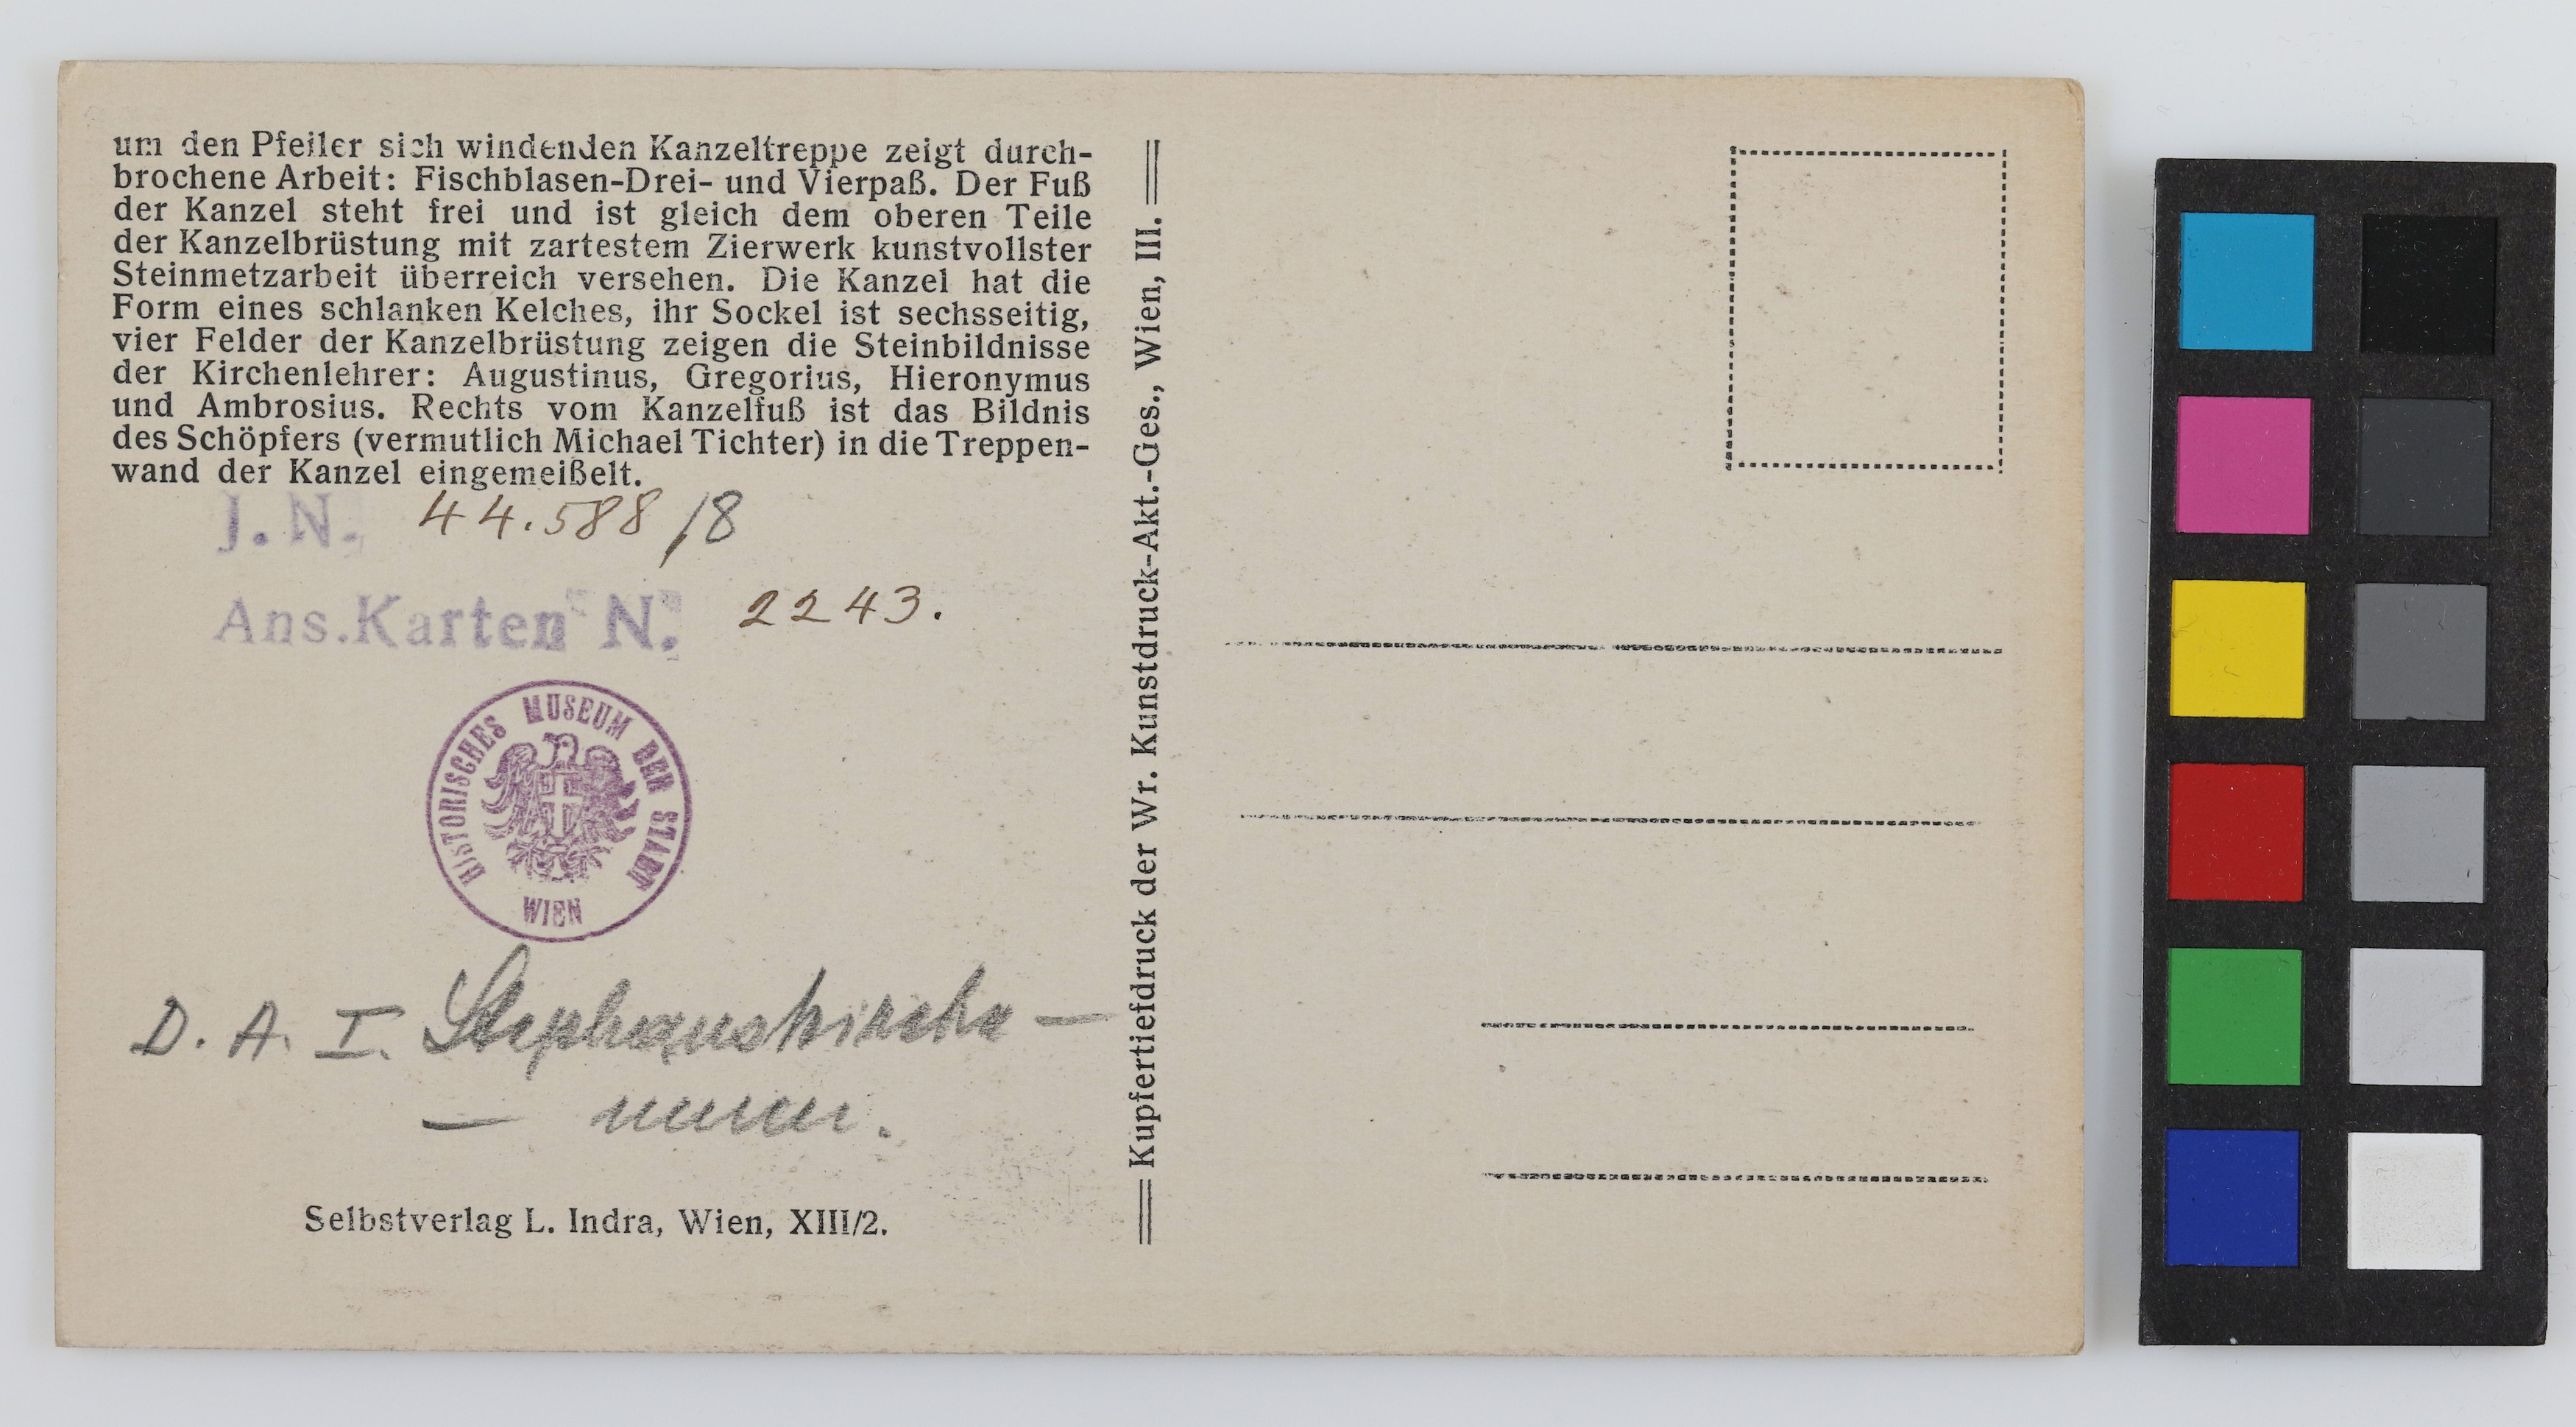 um den Pfeiler sich windenden Kanzeltreppe zeigt durch-
brochene Arbeit: Fischblasen-Drei- und Vierpaß. Der Fuß
der Kanzel steht frei und ist gleich dem oberen Teile
der Kanzelbrüstung mit zartestem Zierwerk kunstvollster
Steinmetzarbeit überreich versehen. Die Kanzel hat die
Form eines schlanken Kelches, ihr Sockel ist sechsseitig,
vier Felder der Kanzelbrüstung zeigen die Steinbildnisse
der Kirchenlehrer: Augustinus, Gregorius, Hieronymus
und Ambrosius. Rechts vom Kanzelfuß ist das Bildnis
des Schöpfers (vermutlich Michael Tichter) in die Treppen-
wand der Kanzel eingemeißelt.
J. N. 44.588/8
Ans. Karten N. 2243.
HISTORISCHES MUSEUM DER STADT
WIEN
D. A. I. Stephanskirche —
— innen.
Selbstverlag L. Indra, Wien, XIII/2.
Kupfertiefdruck der Wr. Kunstdruck-Akt.-Ges., Wien, III.